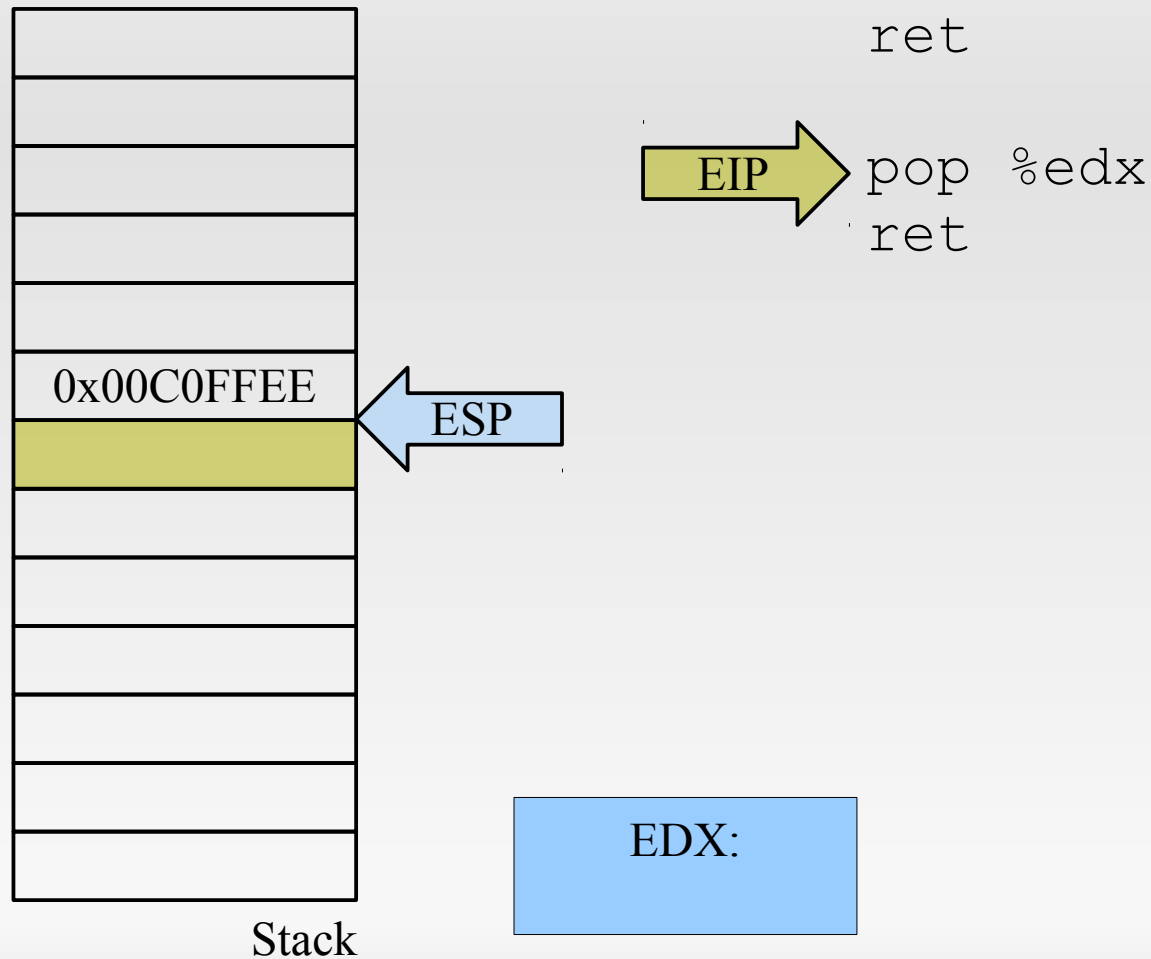 ret
EIP
pop %edx
ret
0x00C0FFEE
ESP
EDX:
Stack